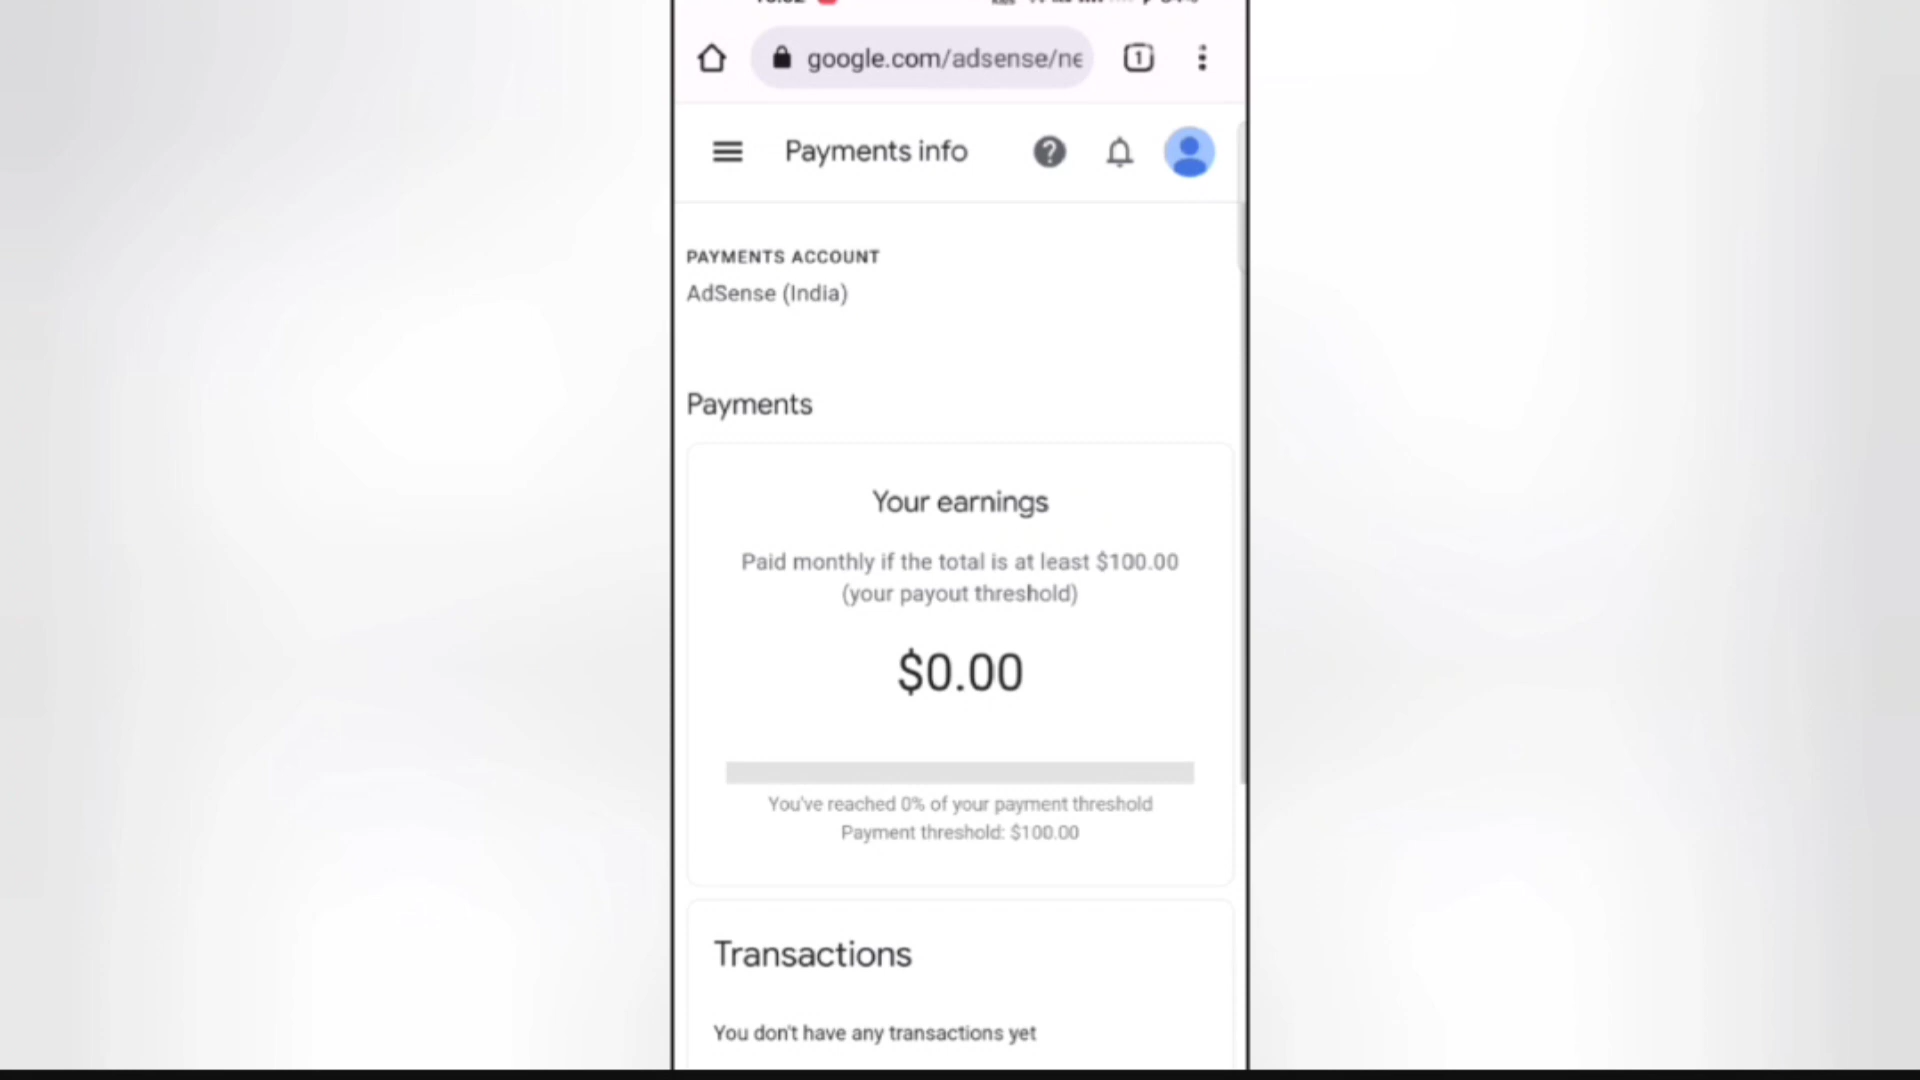 google.com/adsense/ne
1
Payments info
PAYMENTS ACCOUNT
AdSense (India)
Payments
Your earnings
Paid monthly if the total is at least $100.00
(your payout threshold)
$0.00
You've reached 0% of your payment threshold
Payment threshold: $100.00
Transactions
You don't have any transactions yet